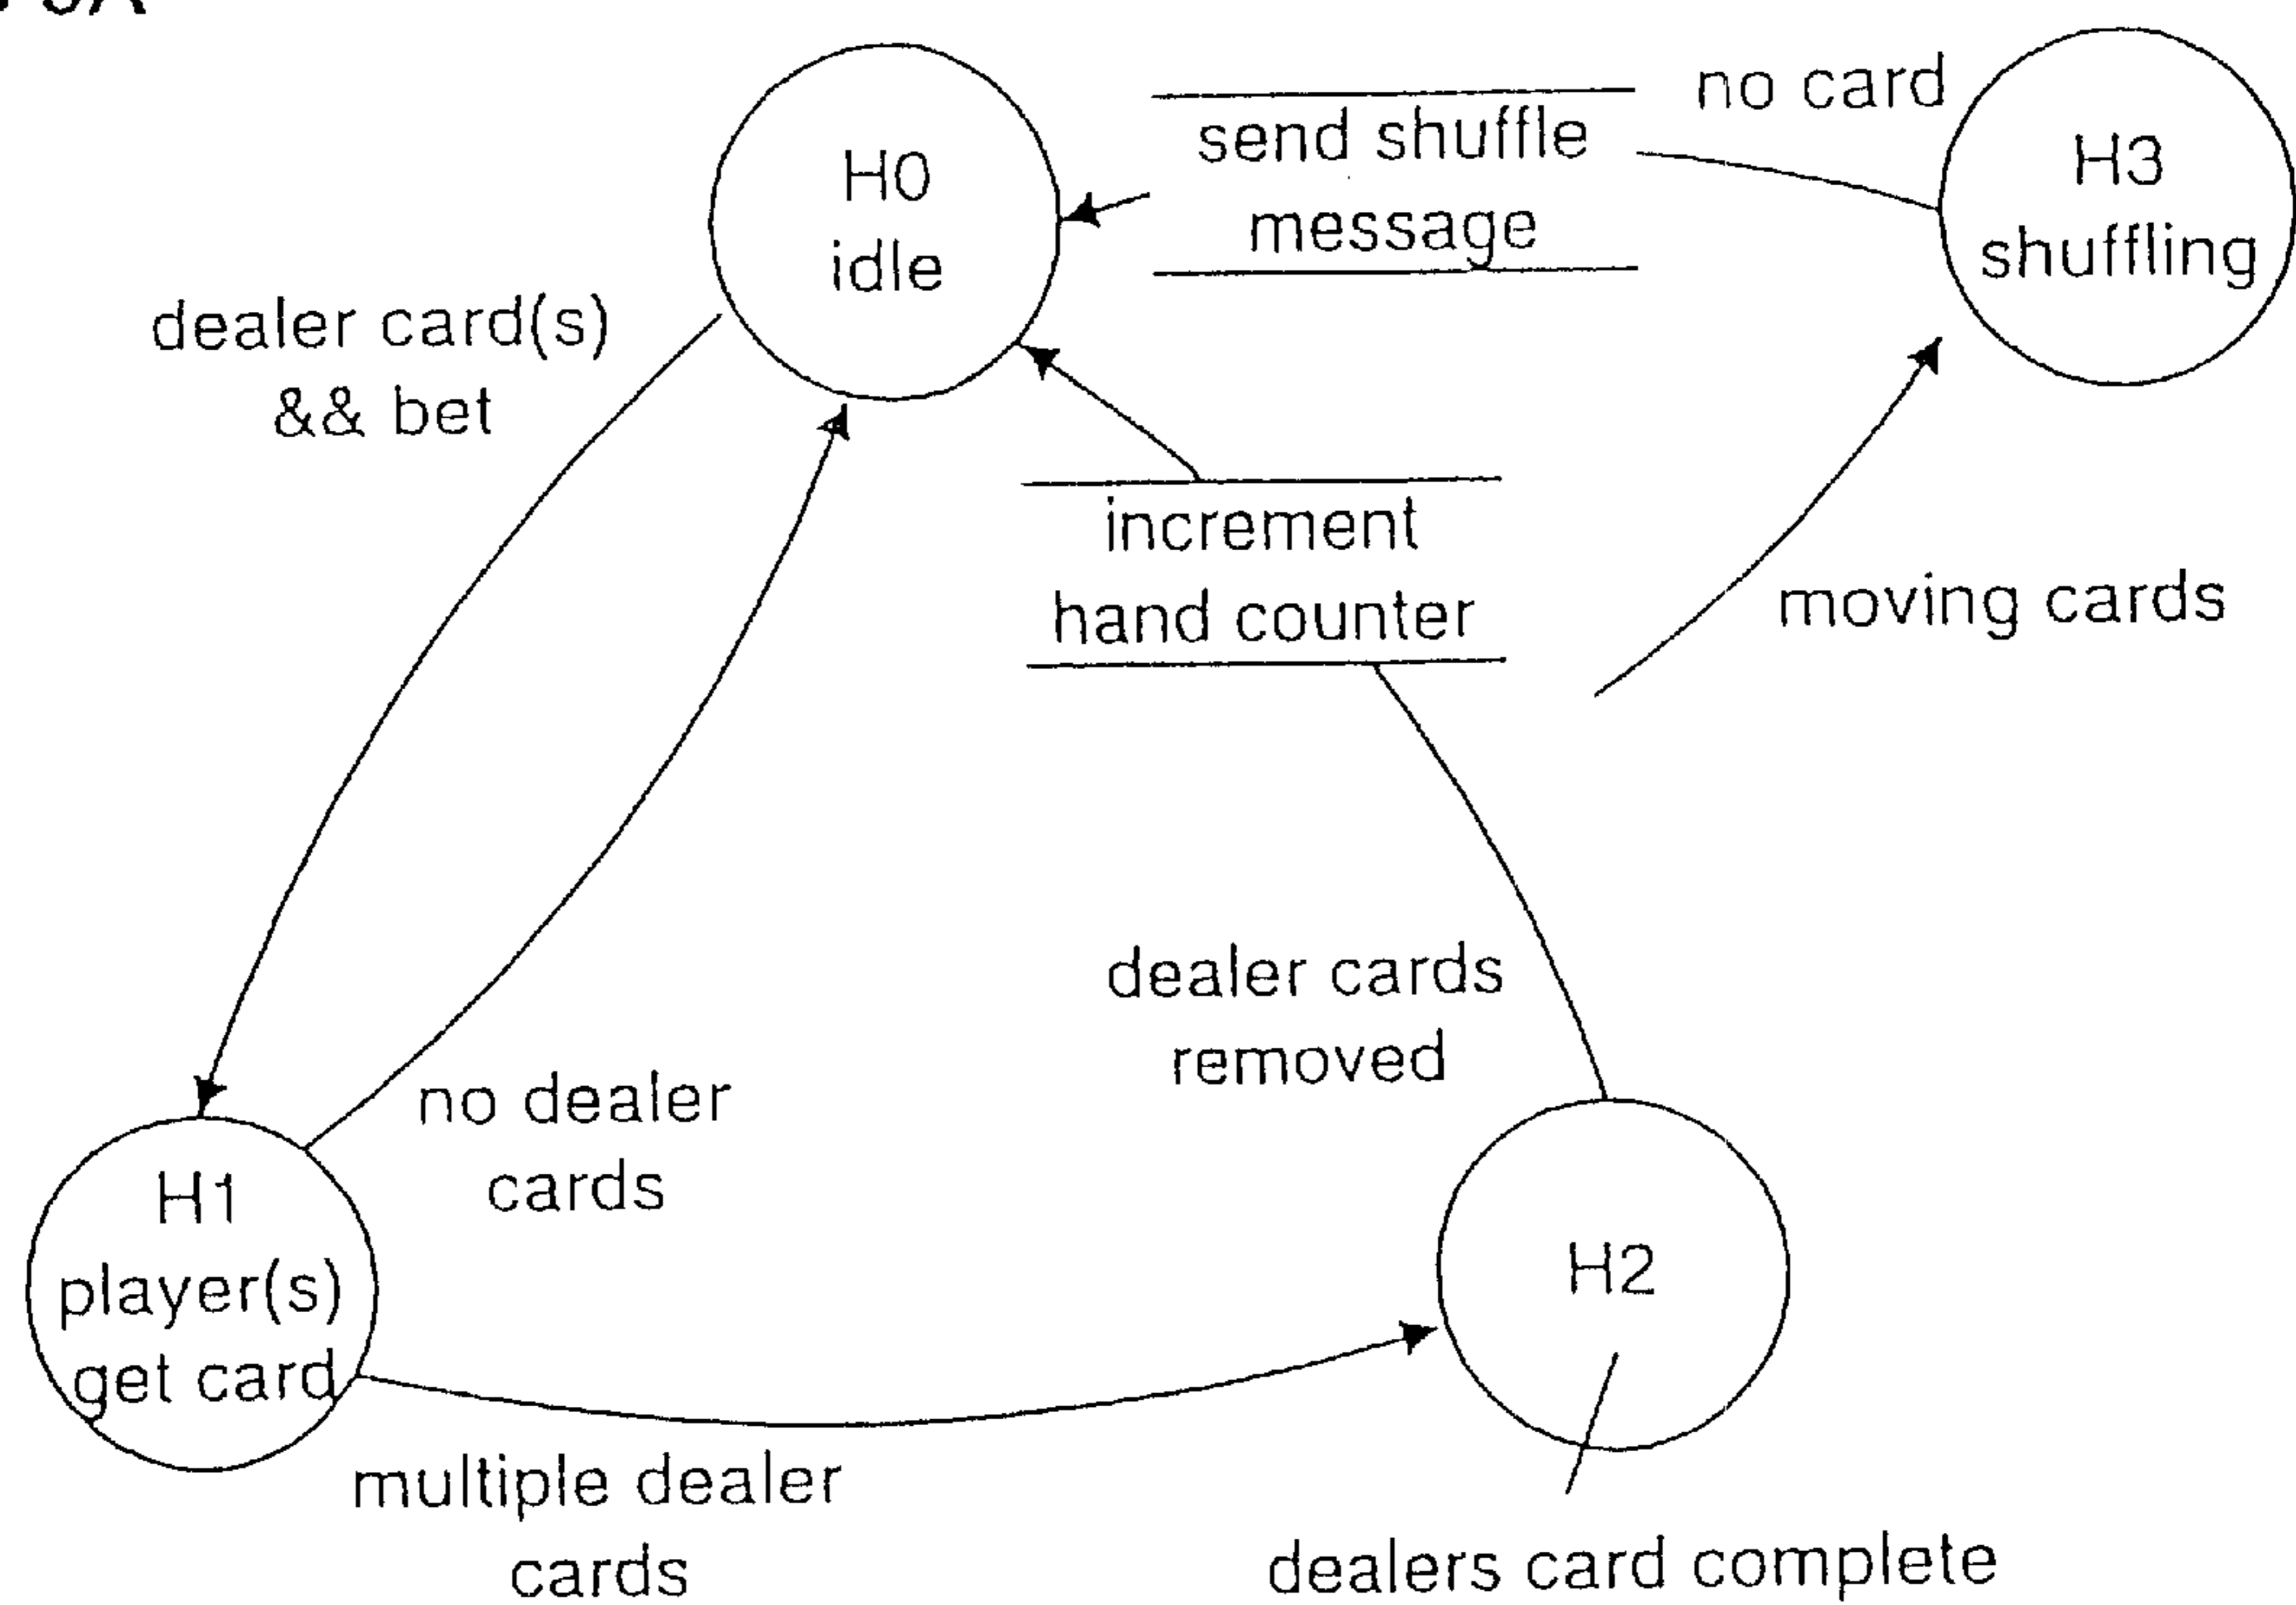 H0
idle
send shuffle
message
no card
H3
shuffling
dealer card(s)
&& bet
increment
hand counter
moving cards
dealer cards
removed
no dealer
cards
H1
player(s)
get card
H2
multiple dealer
cards
dealers card complete